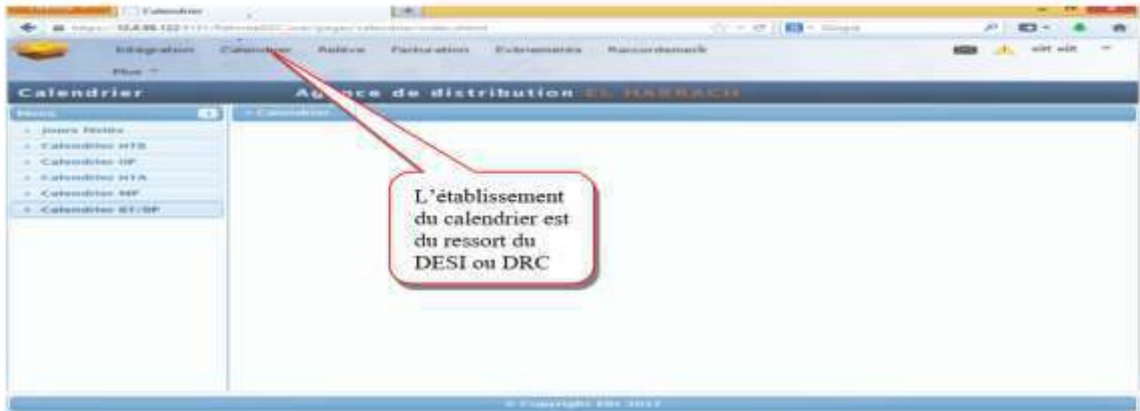 Calendrier
Intégration Calendrier Relève Facturation Evènements Raccordement
Plus
Calendrier Agence de distribution EL HARRACH
Menu
Calendrier
Jours fériés
Calendrier HTB
Calendrier HP
Calendrier HTA
Calendrier MP
Calendrier BT/BP
L'établissement
du calendrier est
du ressort du
DESI ou DRC
© Copyright